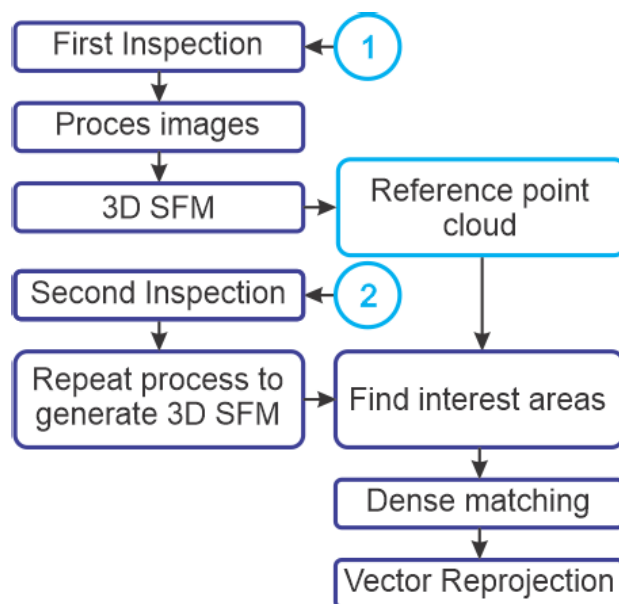 First Inspection
1
Proces images
3D SFM
Reference point
cloud
Second Inspection
2
Repeat process to
generate 3D SFM
Find interest areas
Dense matching
Vector Reprojection